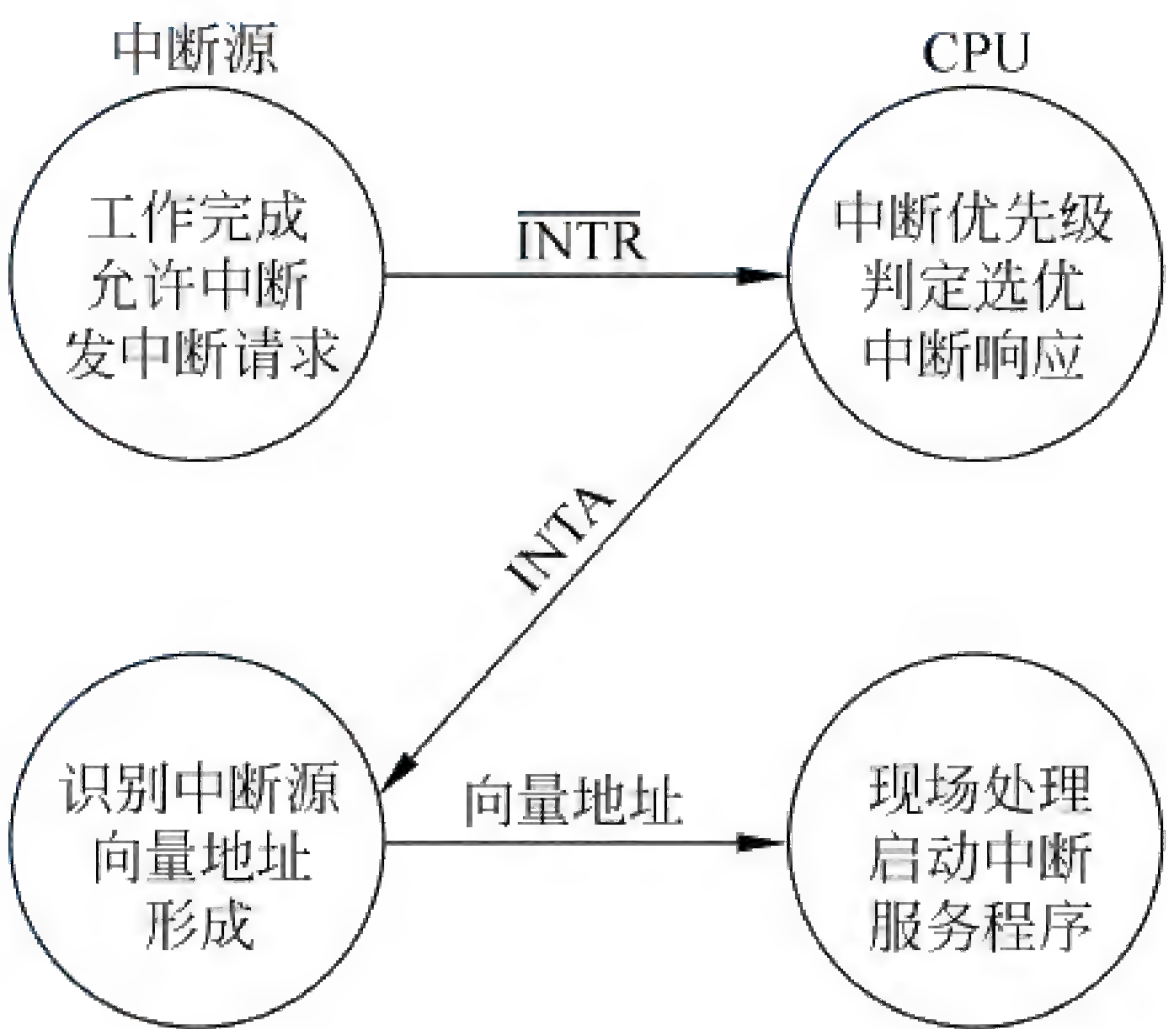 中断源
CPU
工作完成
允许中断
发中断请求
I̅N̅T̅R̅
中断优先级
判定选优
中断响应
INTA
识别中断源
向量地址
形成
向量地址
现场处理
启动中断
服务程序